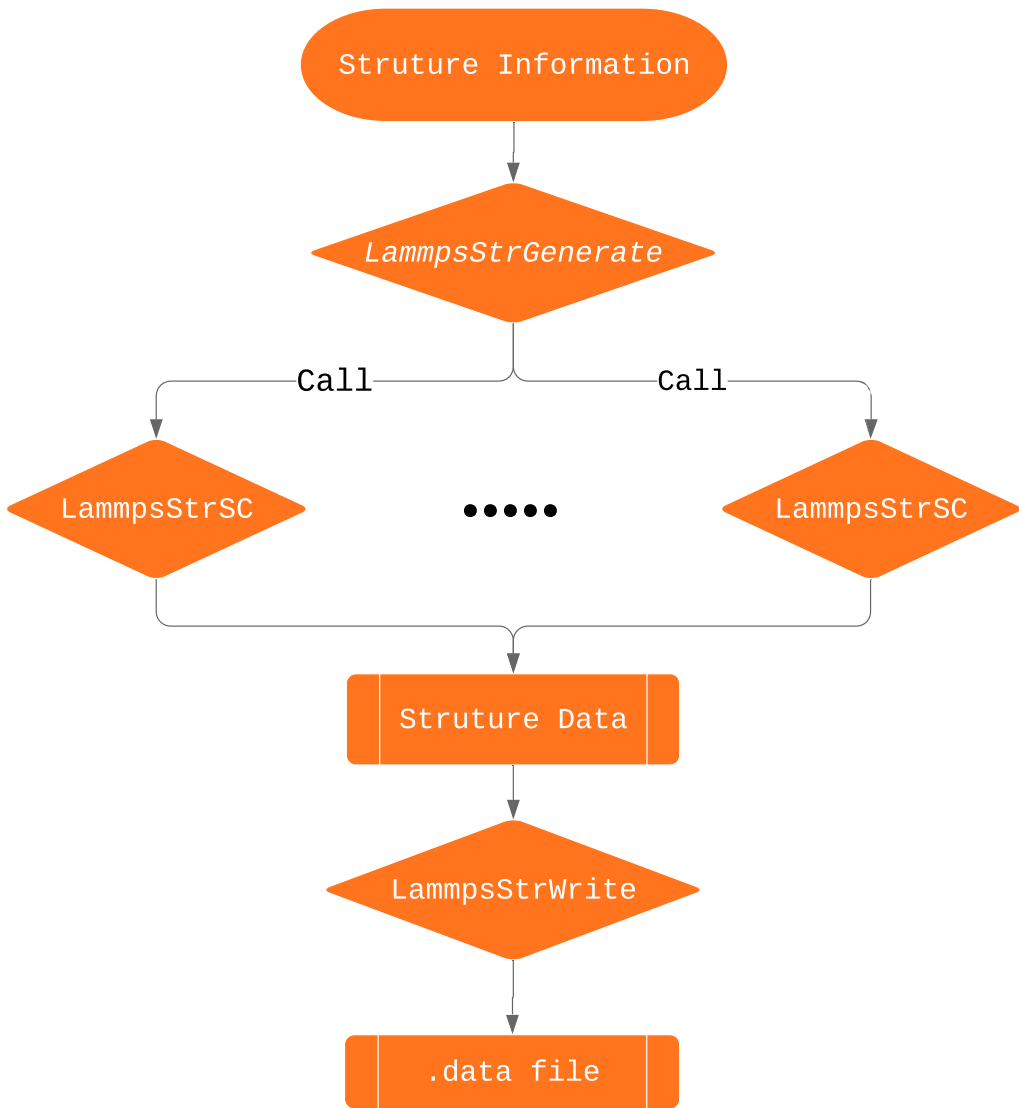 Struture Information
LammpsStrGenerate
Call
Call
LammpsStrSC
LammpsStrSC
Struture Data
LammpsStrWrite
.data file